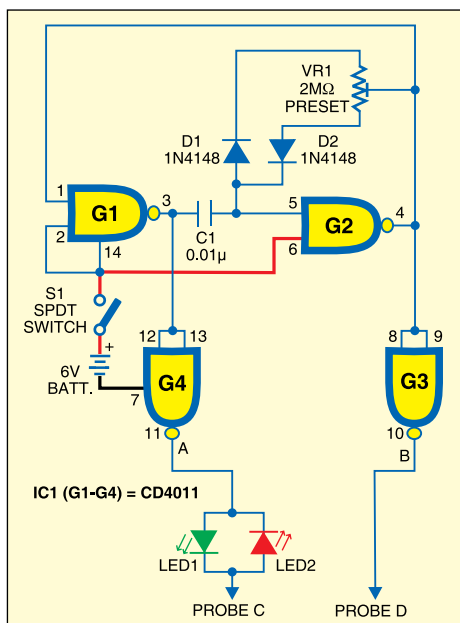 VR1
2MΩ
PRESET
D1
1N4148
D2
1N4148
1
2
G1
3
14
C1
0.01µ
5
6
G2
4
S1
SPDT
SWITCH
+
6V
BATT.
7
12
13
G4
11
A
8
9
G3
10
B
IC1 (G1-G4) = CD4011
LED1
LED2
PROBE C
PROBE D